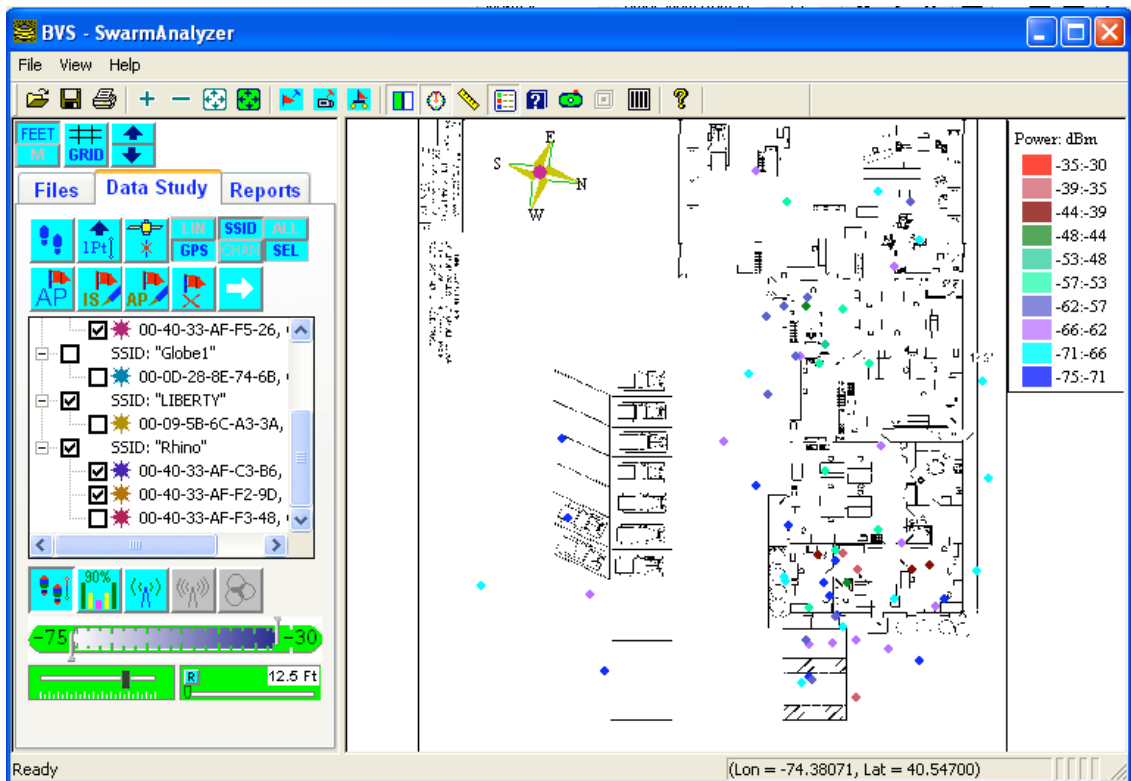 BVS - SwarmAnalyzer
File View Help
FEET
M
GRID
Files Data Study Reports
1Pt
LIN SSID ALL
GPS CHAN SEL
AP IS AP
00-40-33-AF-F5-26,
SSID: "Globe1"
00-0D-28-8E-74-6B,
SSID: "LIBERTY"
00-09-5B-6C-A3-3A,
SSID: "Rhino"
00-40-33-AF-C3-B6,
00-40-33-AF-F2-9D,
00-40-33-AF-F3-48,
90%
-75 -30
R 12.5 Ft
E
S
N
W
Power: dBm
-35:-30
-39:-35
-44:-39
-48:-44
-53:-48
-57:-53
-62:-57
-66:-62
-71:-66
-75:-71
Ready
(Lon = -74.38071, Lat = 40.54700)